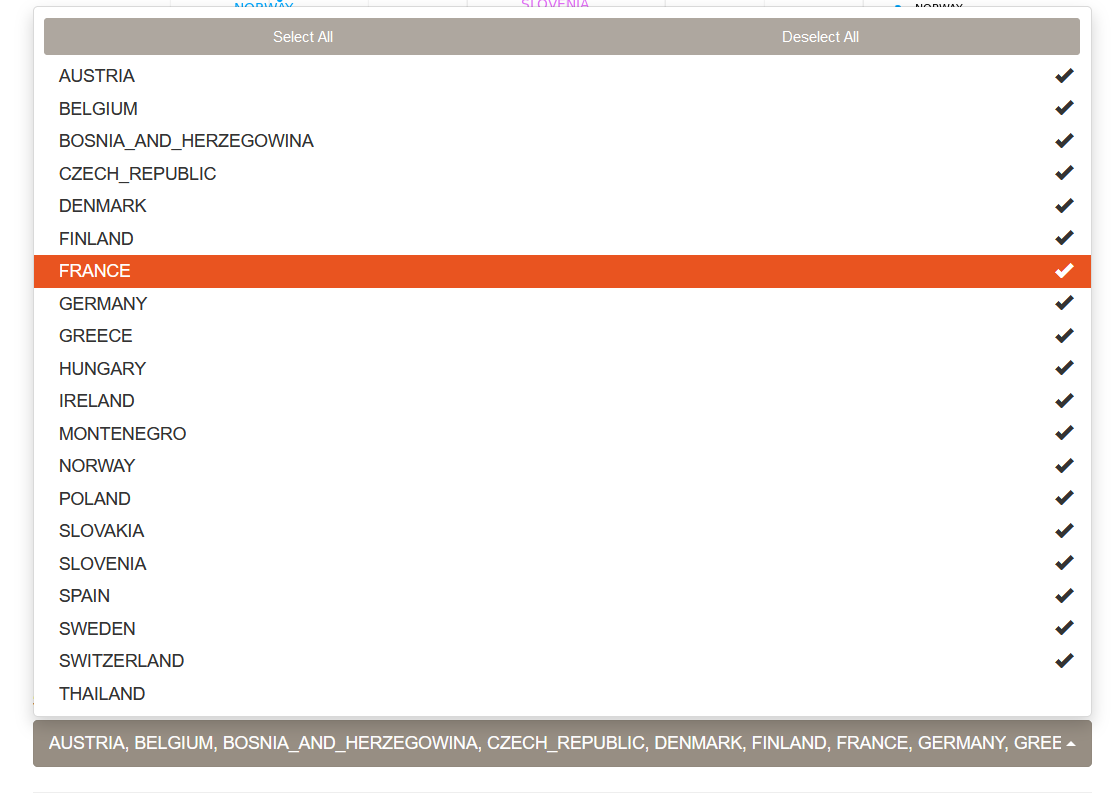 NORWAY
SLOVENIA
NORWAY
Select All
Deselect All
AUSTRIA
BELGIUM
BOSNIA_AND_HERZEGOWINA
CZECH_REPUBLIC
DENMARK
FINLAND
FRANCE
GERMANY
GREECE
HUNGARY
IRELAND
MONTENEGRO
NORWAY
POLAND
SLOVAKIA
SLOVENIA
SPAIN
SWEDEN
SWITZERLAND
THAILAND
AUSTRIA, BELGIUM, BOSNIA_AND_HERZEGOWINA, CZECH_REPUBLIC, DENMARK, FINLAND, FRANCE, GERMANY, GREE